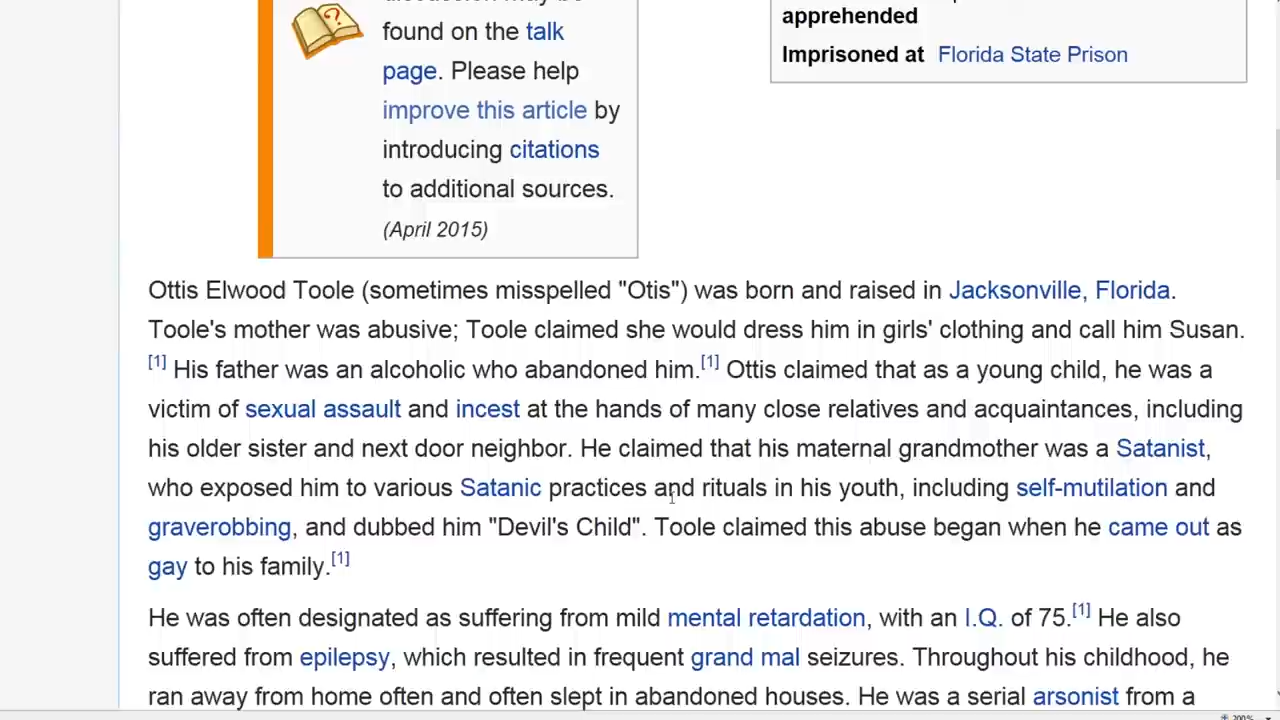 found on the talk
page. Please help
improve this article by
introducing citations
to additional sources.
(April 2015)
apprehended
Imprisoned at Florida State Prison
Ottis Elwood Toole (sometimes misspelled "Otis") was born and raised in Jacksonville, Florida.
Toole's mother was abusive; Toole claimed she would dress him in girls' clothing and call him Susan.
[1] His father was an alcoholic who abandoned him.[1] Ottis claimed that as a young child, he was a
victim of sexual assault and incest at the hands of many close relatives and acquaintances, including
his older sister and next door neighbor. He claimed that his maternal grandmother was a Satanist,
who exposed him to various Satanic practices and rituals in his youth, including self-mutilation and
graverobbing, and dubbed him "Devil's Child". Toole claimed this abuse began when he came out as
gay to his family.[1]
He was often designated as suffering from mild mental retardation, with an I.Q. of 75.[1] He also
suffered from epilepsy, which resulted in frequent grand mal seizures. Throughout his childhood, he
ran away from home often and often slept in abandoned houses. He was a serial arsonist from a
200%